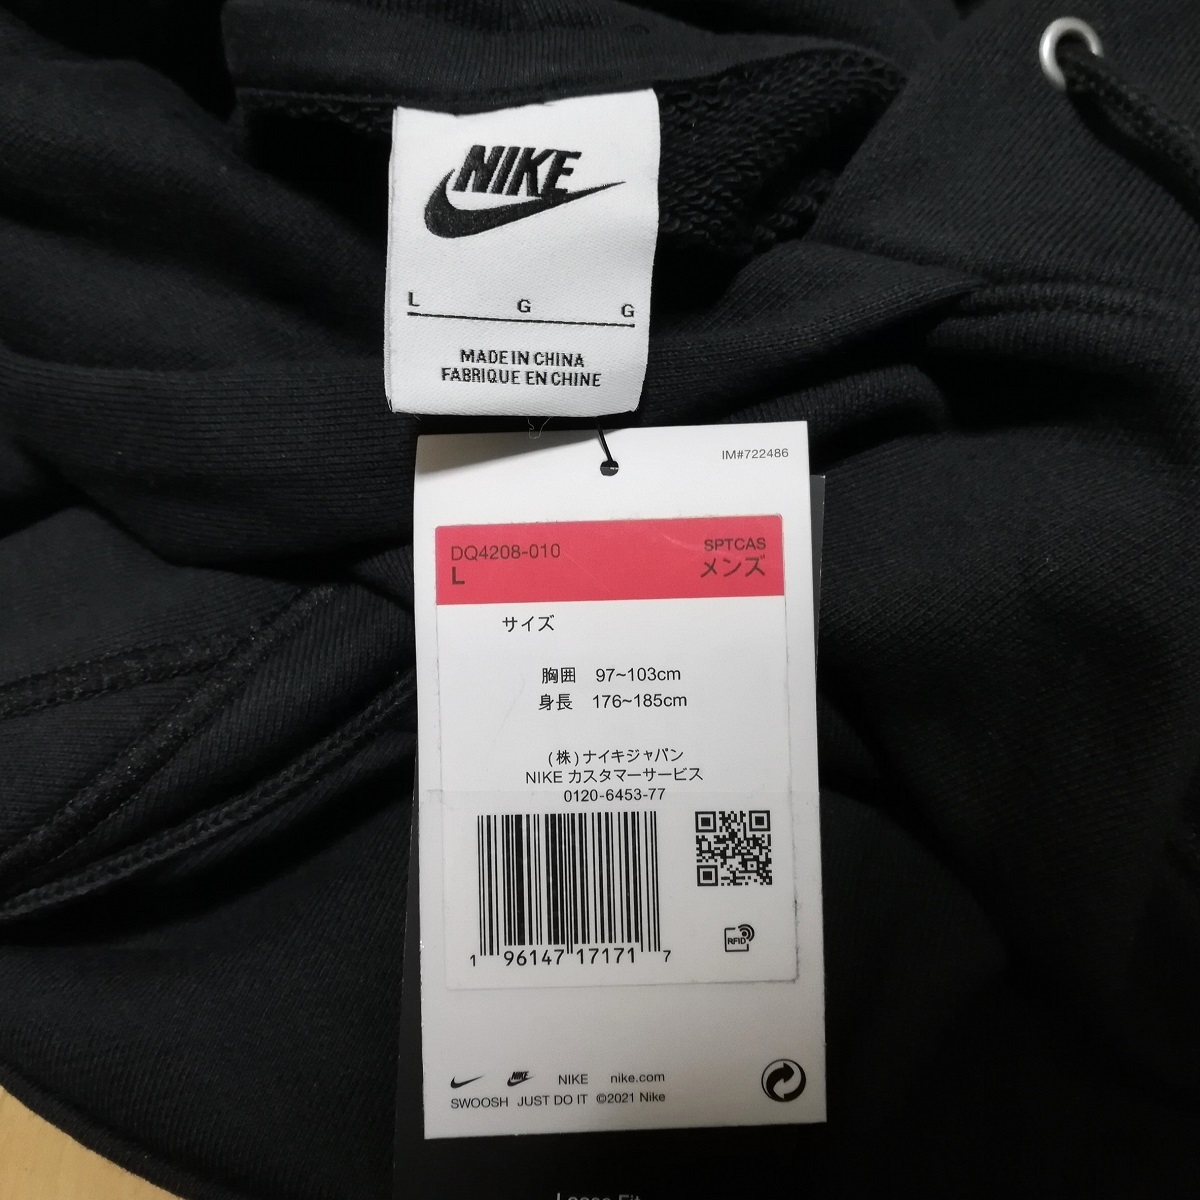 NIKE
L G G
MADE IN CHINA
FABRIQUE EN CHINE
IM#722486
DQ4208-010 SPTCAS
L メンズ
サイズ
胸囲 97~103cm
身長 176~185cm
(株)ナイキジャパン
NIKE カスタマーサービス
0120-6453-77
1 96147 17171 7
RFID
NIKE NIKE nike.com
SWOOSH JUST DO IT ©2021 Nike
Loose Fit